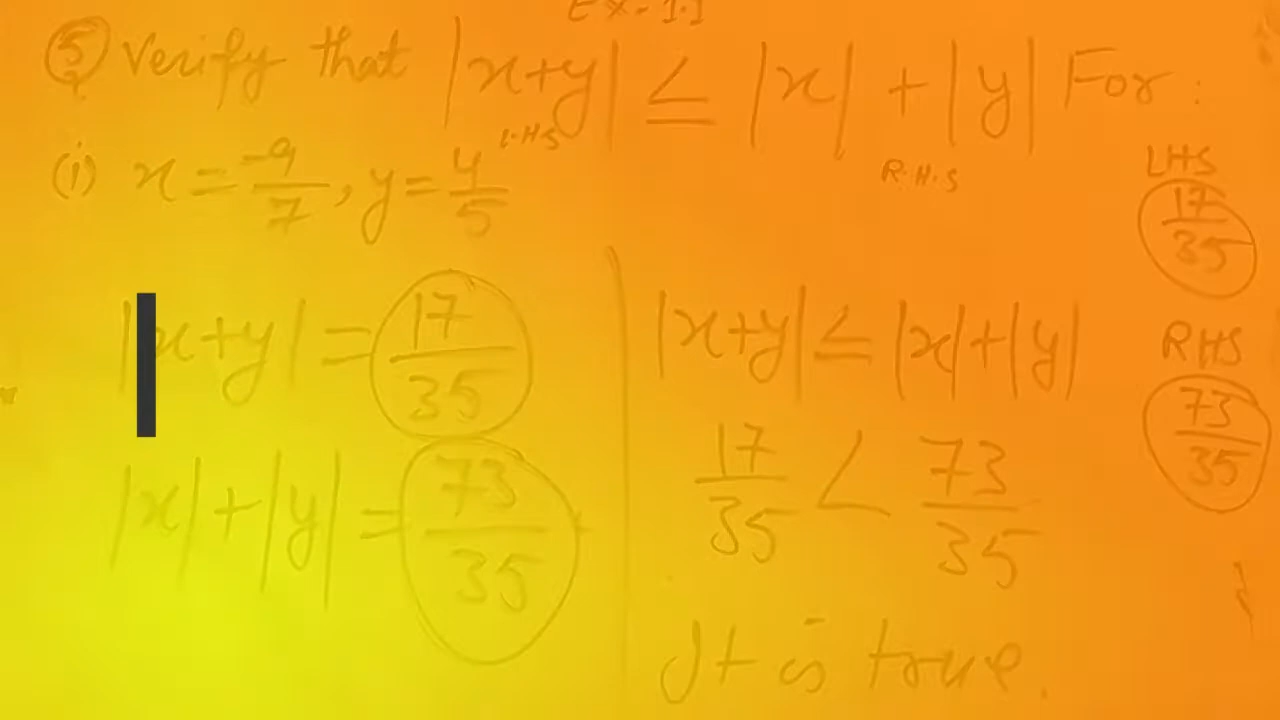 Ex-1.1
5 Verify that |x+y| ≤ |x| + |y| For :
L.H.S R.H.S
(i) x = -9/7 , y = 4/5
LHS
17/35
|x+y| = 17/35
|x| + |y| = 73/35
|x+y| ≤ |x|+|y|
17/35 < 73/35
It is true.
RHS
73/35